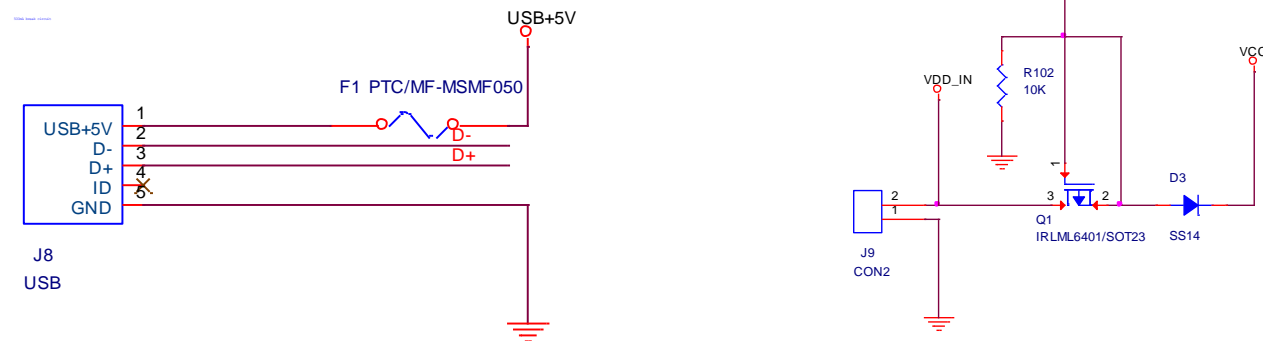 USB+5V
F1 PTC/MF-MSMF050
USB+5V
1
D-
2
D+
3
ID
4
GND
5
D-
D+
J8
USB
VDD_IN
R102
10K
VCC
1
2
1
3
2
Q1
IRLML6401/SOT23
D3
SS14
J9
CON2